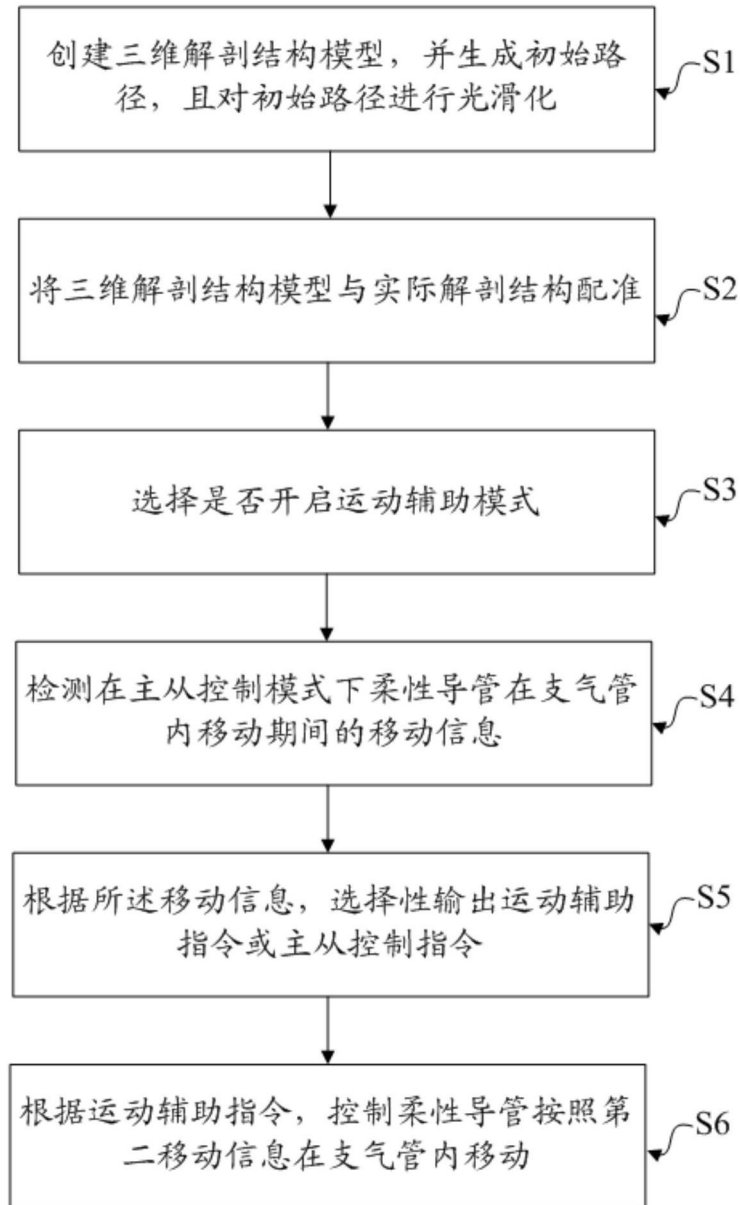 创建三维解剖结构模型，并生成初始路
径，且对初始路径进行光滑化
S1
将三维解剖结构模型与实际解剖结构配准
S2
选择是否开启运动辅助模式
S3
检测在主从控制模式下柔性导管在支气管
内移动期间的移动信息
S4
根据所述移动信息，选择性输出运动辅助
指令或主从控制指令
S5
根据运动辅助指令，控制柔性导管按照第
二移动信息在支气管内移动
S6